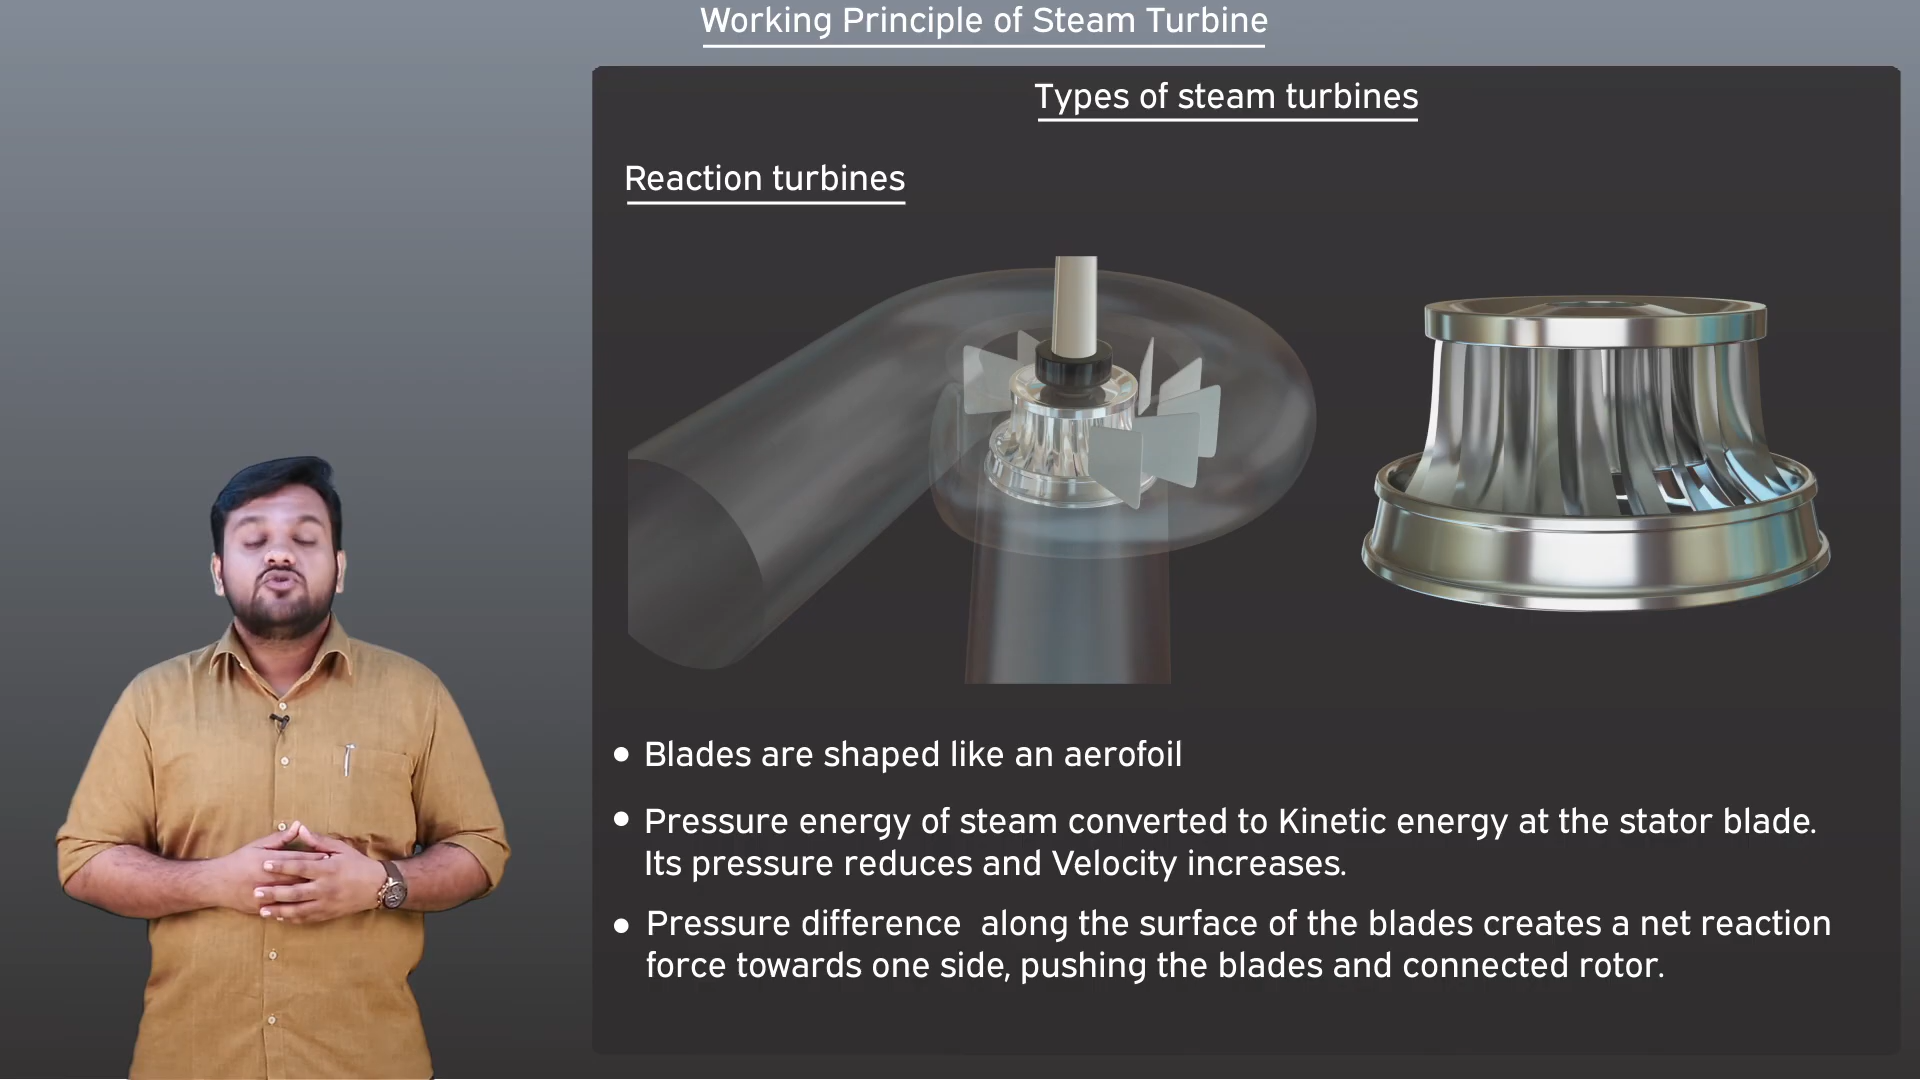 Working Principle of Steam Turbine
Types of steam turbines
Reaction turbines
Blades are shaped like an aerofoil
Pressure energy of steam converted to Kinetic energy at the stator blade.
Its pressure reduces and Velocity increases.
Pressure difference along the surface of the blades creates a net reaction
force towards one side, pushing the blades and connected rotor.